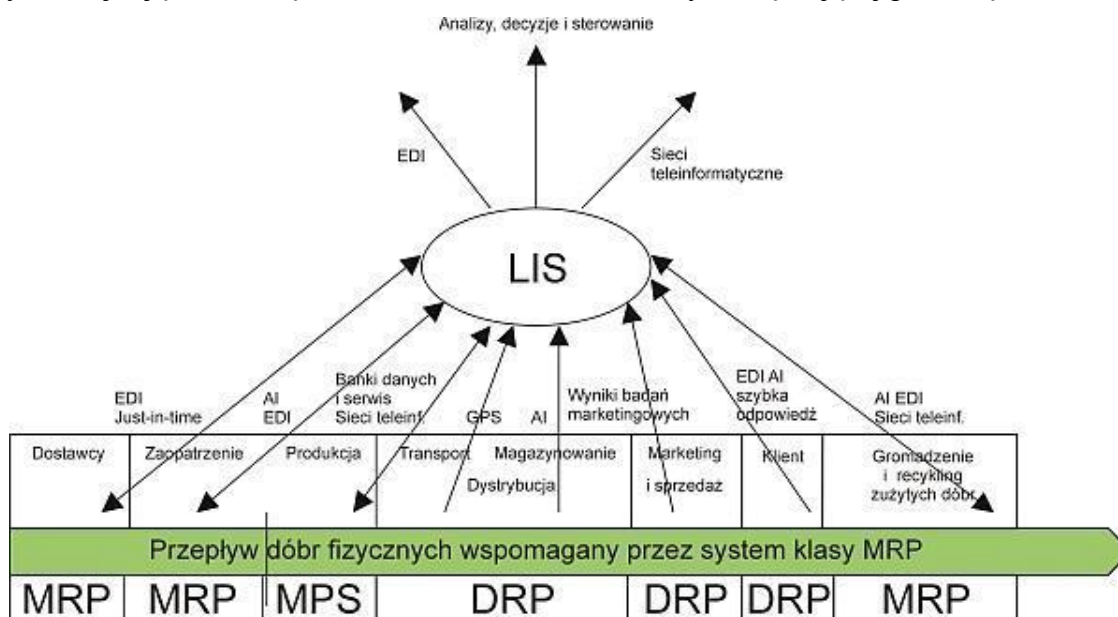 Analizy, decyzje i sterowanie
EDI
Sieci
teleinformatyczne
LIS
EDI
Just-in-time
AI
EDI
Banki danych
i serwis
Sieci teleinf.
GPS
AI
Wyniki badań
marketingowych
EDI AI
szybka
odpowiedź
AI EDI
Sieci teleinf.
Dostawcy
Zaopatrzenie
Produkcja
Transport
Magazynowanie
Dystrybucja
Marketing
i sprzedaż
Klient
Gromadzenie
i recykling
zużytych dóbr
Przepływ dóbr fizycznych wspomagany przez system klasy MRP
MRP
MRP
MPS
DRP
DRP
DRP
MRP